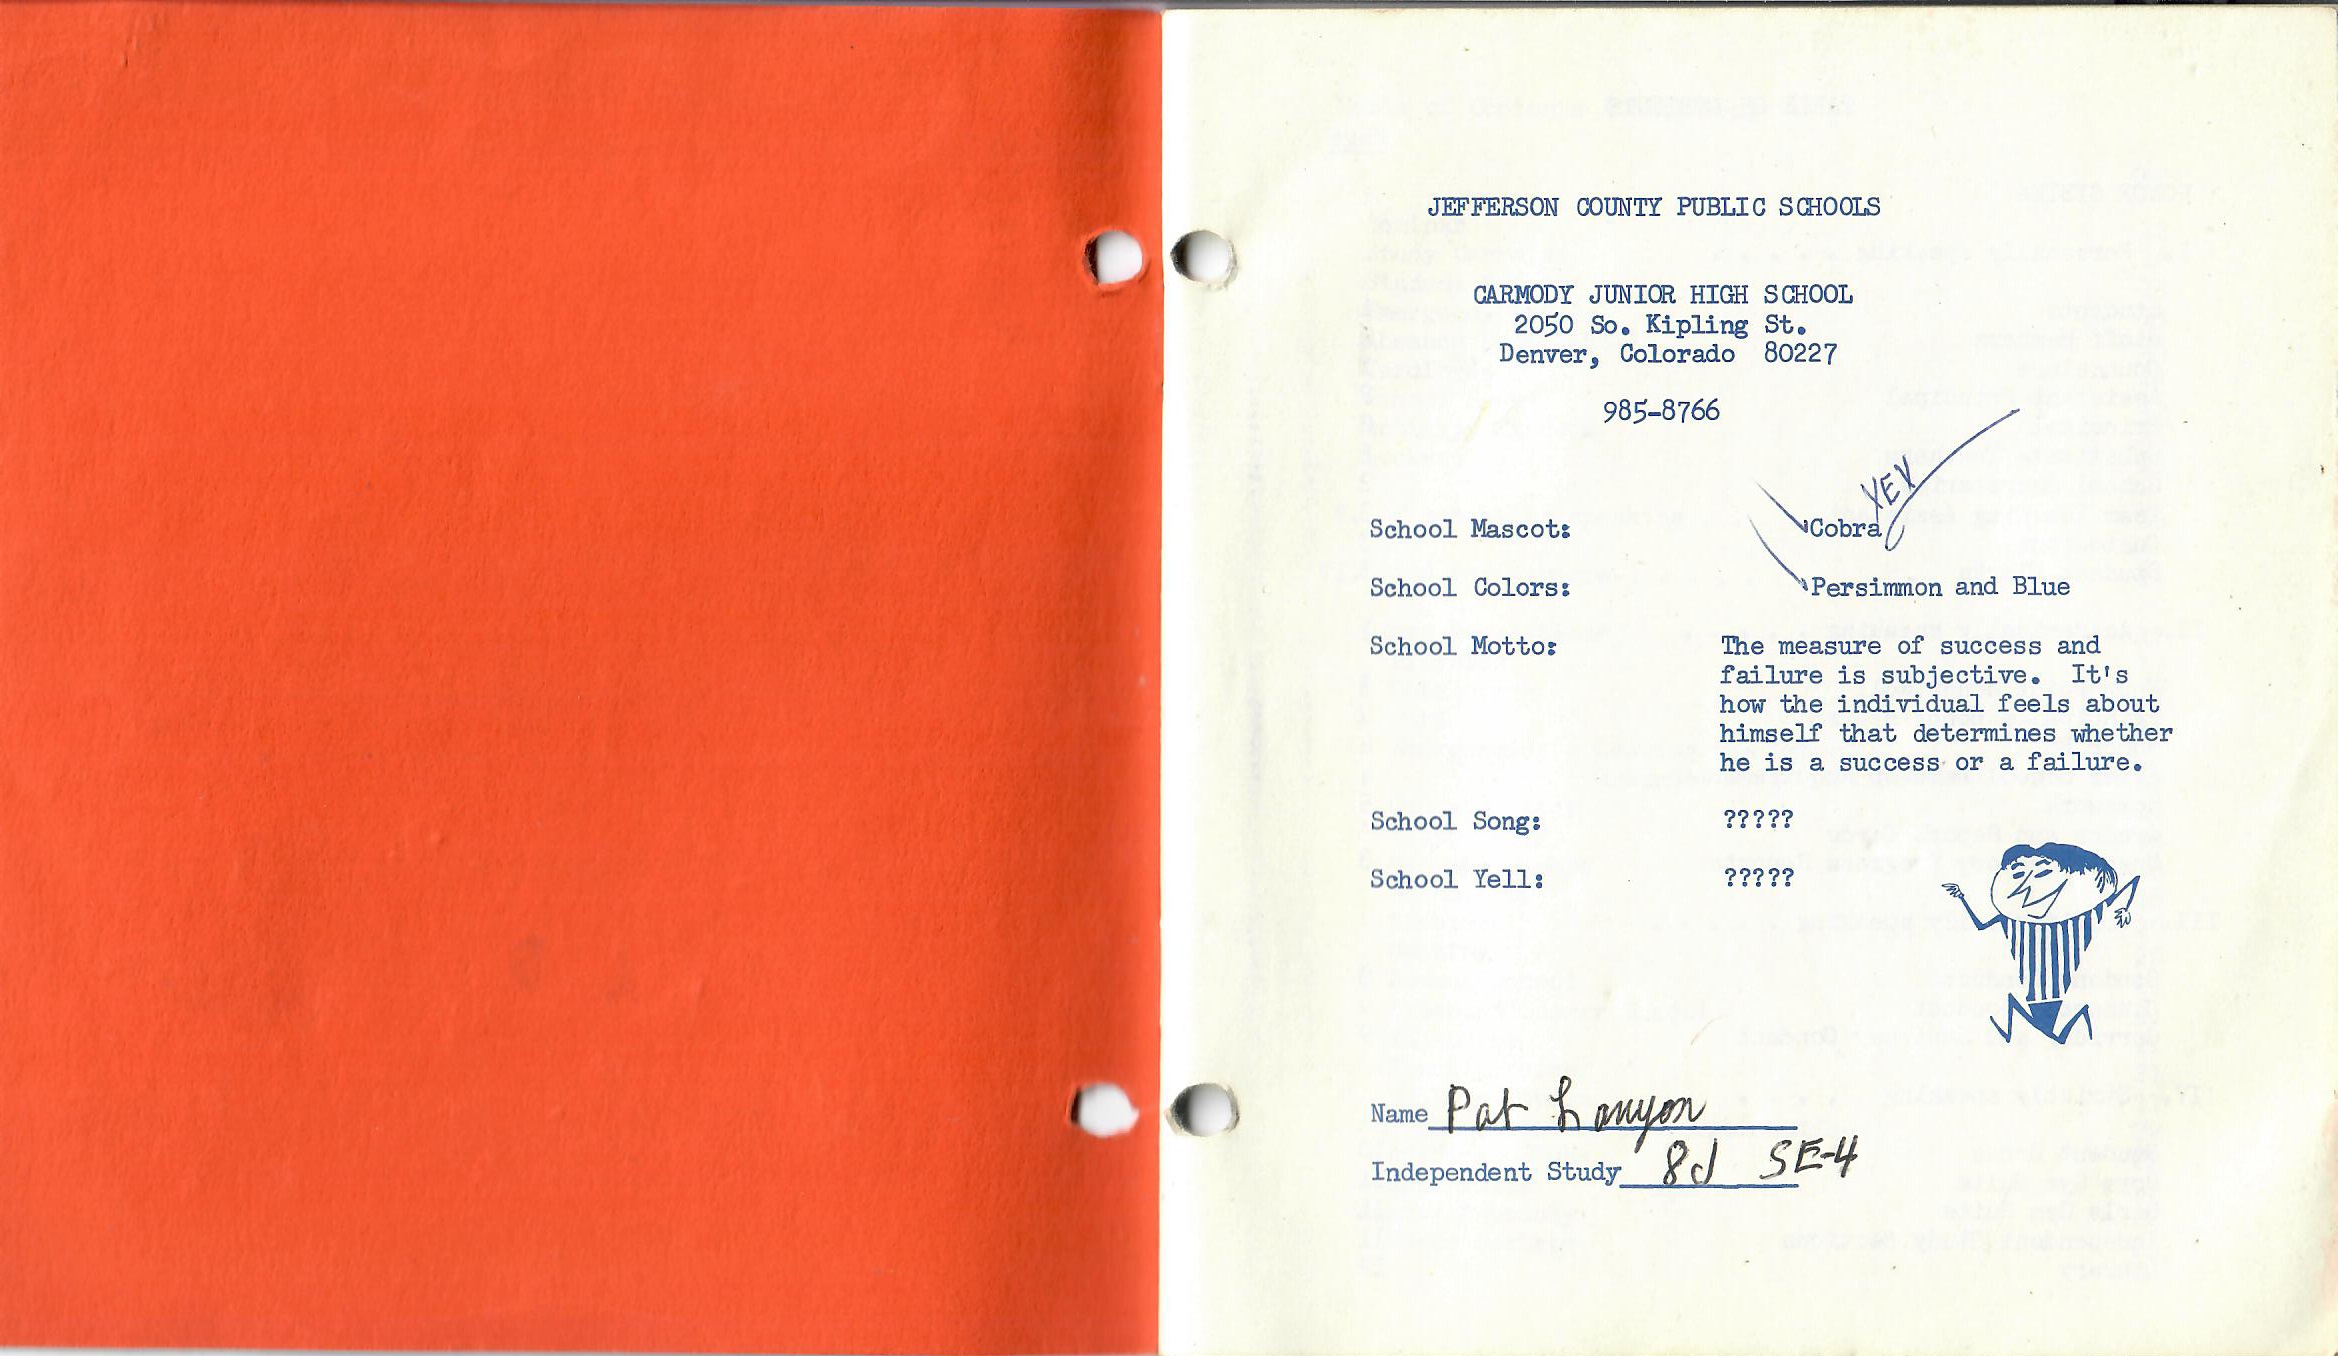 JEFFERSON COUNTY PUBLIC SCHOOLS
CARMODY JUNIOR HIGH SCHOOL
2050 So. Kipling St.
Denver, Colorado 80227
985-8766
School Mascot: Cobra
School Colors: Persimmon and Blue
School Motto: The measure of success and
failure is subjective. It's
how the individual feels about
himself that determines whether
he is a success or a failure.
School Song: ?????
School Yell: ?????
Name Pat Lanyon
Independent Study 8d SE-4